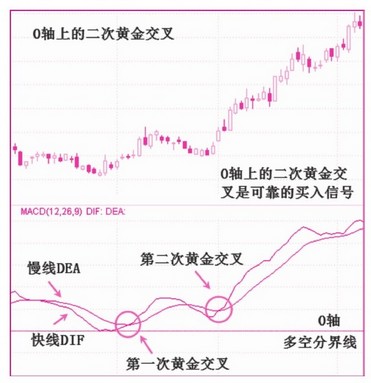 0轴上的二次黄金交叉
0轴上的二次黄金交
叉是可靠的买入信号
MACD(12,26,9) DIF: DEA:
慢线DEA
第二次黄金交叉
0轴
快线DIF
多空分界线
第一次黄金交叉